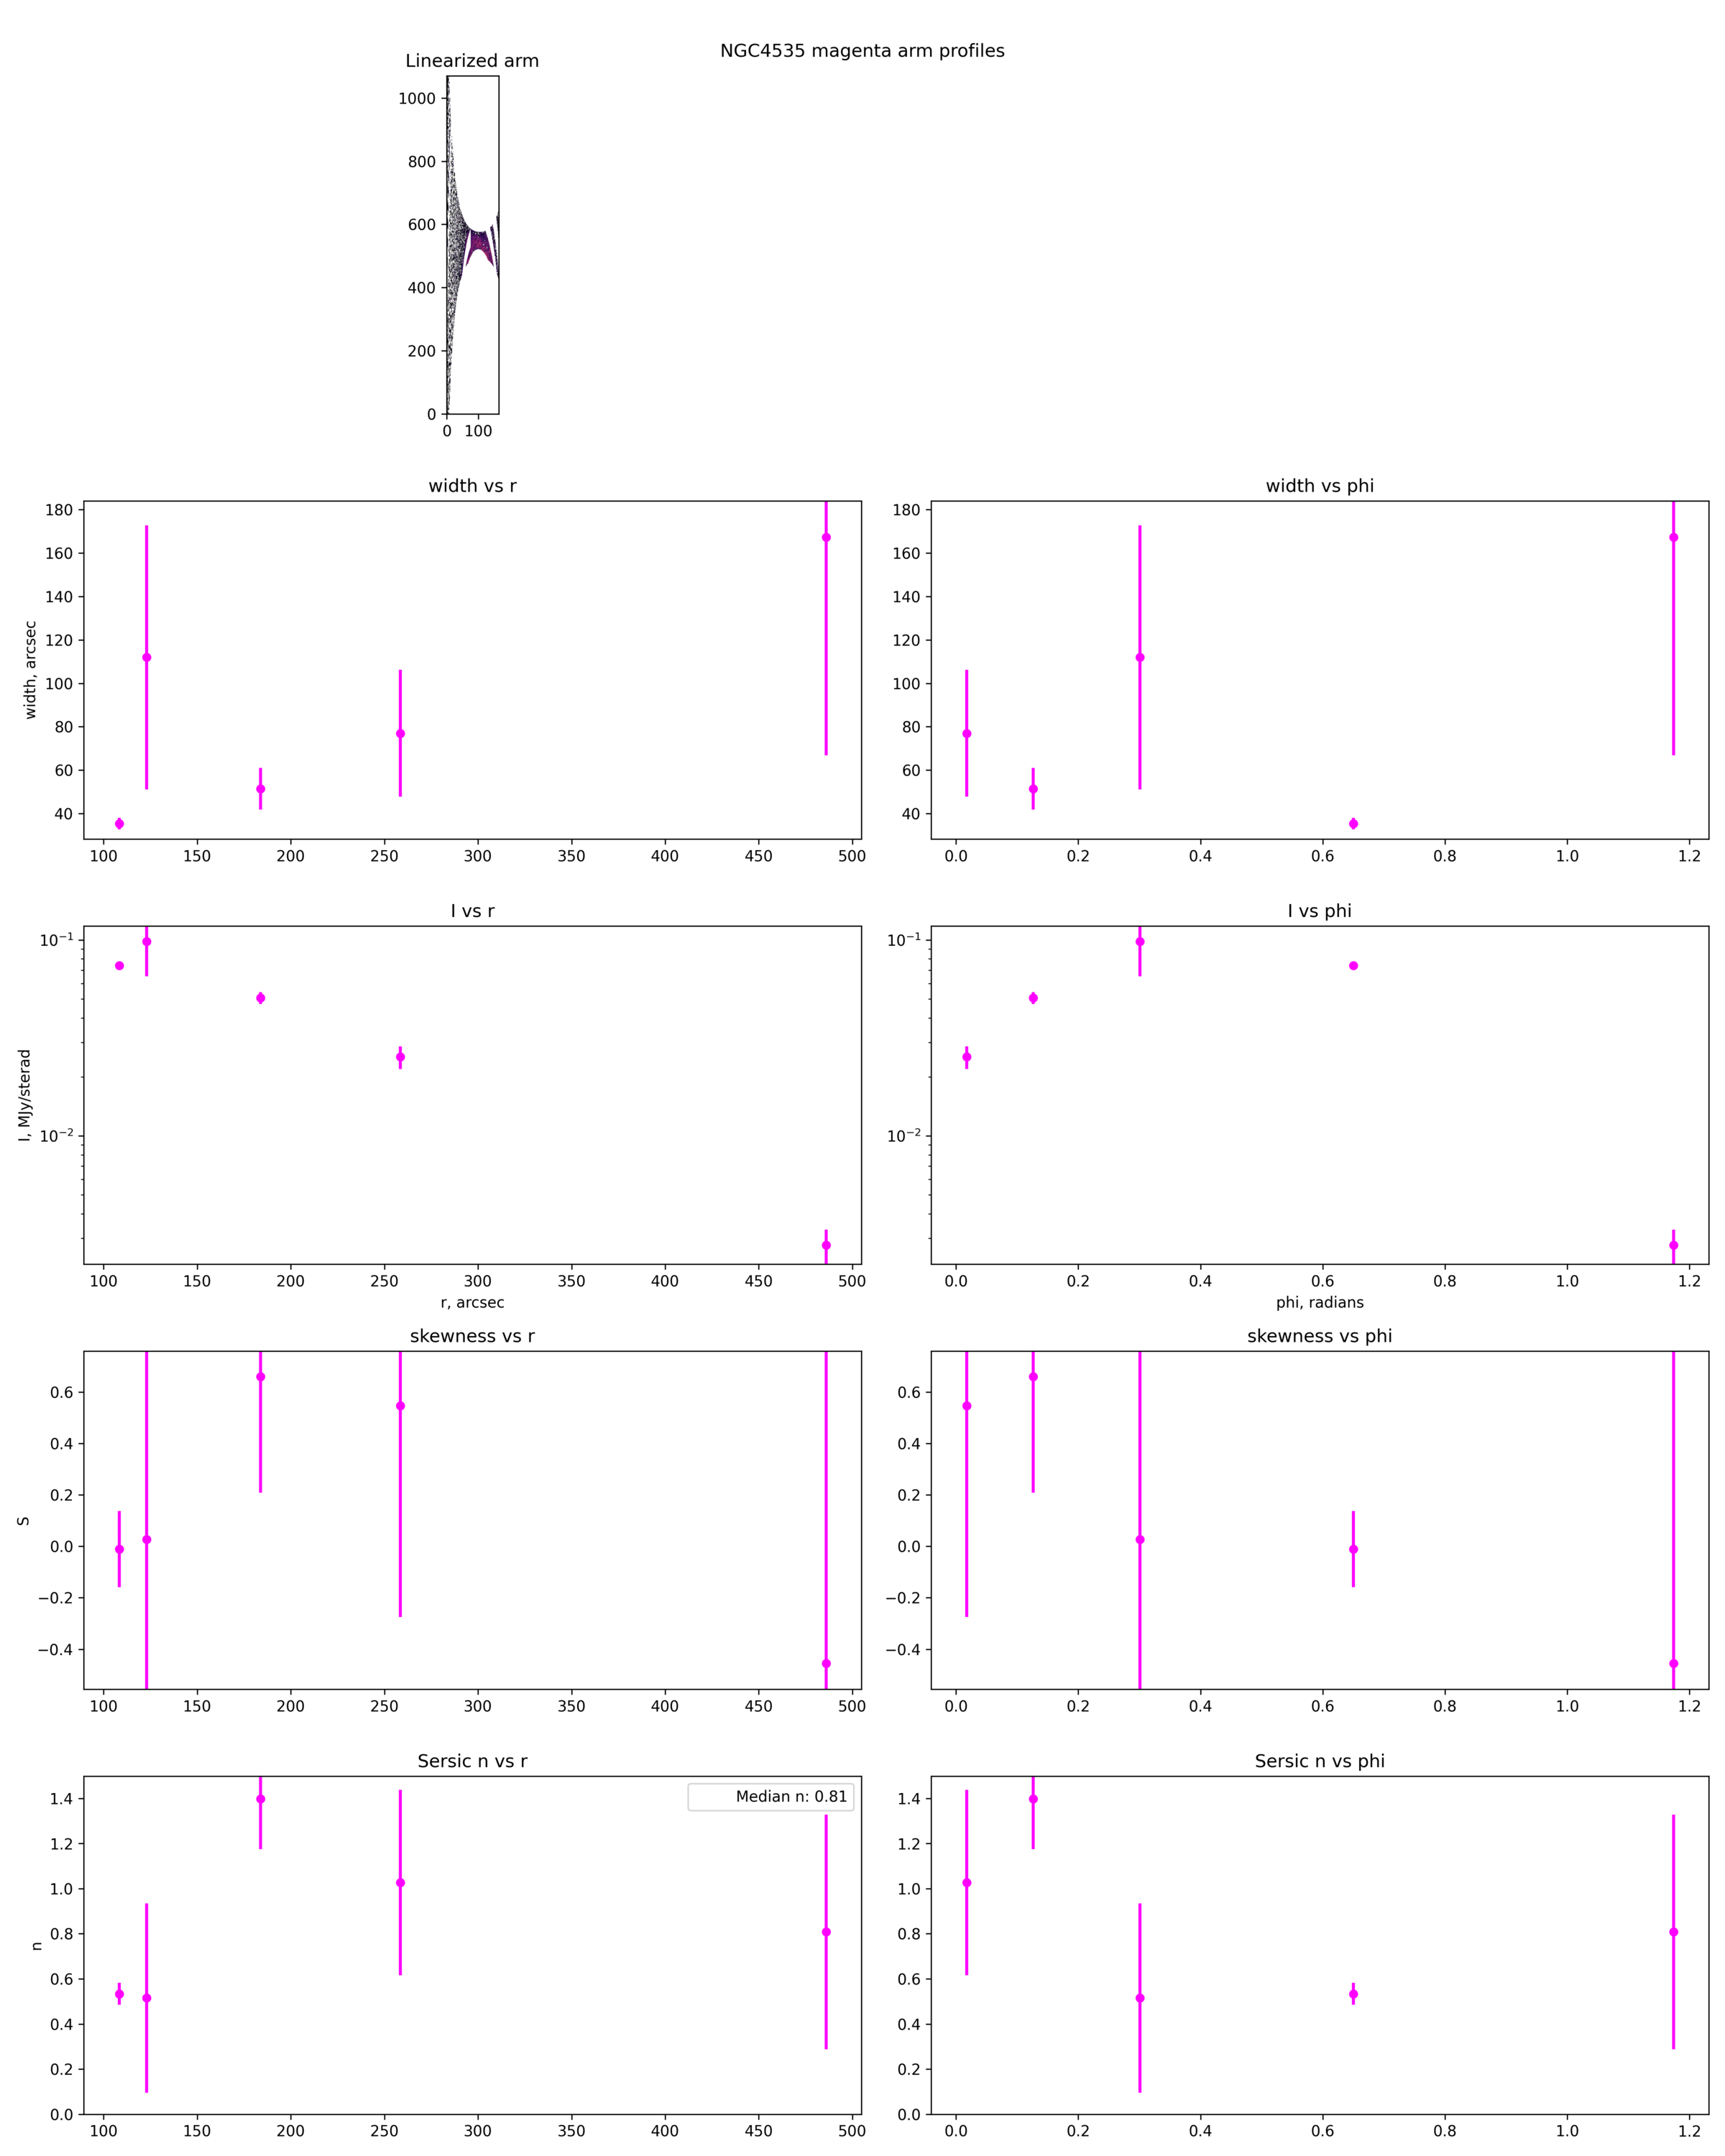 NGC4535 magenta arm profiles
Linearized arm
1000
800
600
400
200
0
0 100
width vs r
width vs phi
180
160
140
120
100
80
60
40
width, arcsec
100 150 200 250 300 350 400 450 500
180
160
140
120
100
80
60
40
0.0 0.2 0.4 0.6 0.8 1.0 1.2
I vs r
I vs phi
10⁻¹
10⁻²
I, MJy/sterad
100 150 200 250 300 350 400 450 500
r, arcsec
10⁻¹
10⁻²
0.0 0.2 0.4 0.6 0.8 1.0 1.2
phi, radians
skewness vs r
skewness vs phi
0.6
0.4
0.2
0.0
−0.2
−0.4
S
100 150 200 250 300 350 400 450 500
0.6
0.4
0.2
0.0
−0.2
−0.4
0.0 0.2 0.4 0.6 0.8 1.0 1.2
Sersic n vs r
Sersic n vs phi
Median n: 0.81
1.4
1.2
1.0
0.8
0.6
0.4
0.2
0.0
n
100 150 200 250 300 350 400 450 500
1.4
1.2
1.0
0.8
0.6
0.4
0.2
0.0
0.0 0.2 0.4 0.6 0.8 1.0 1.2